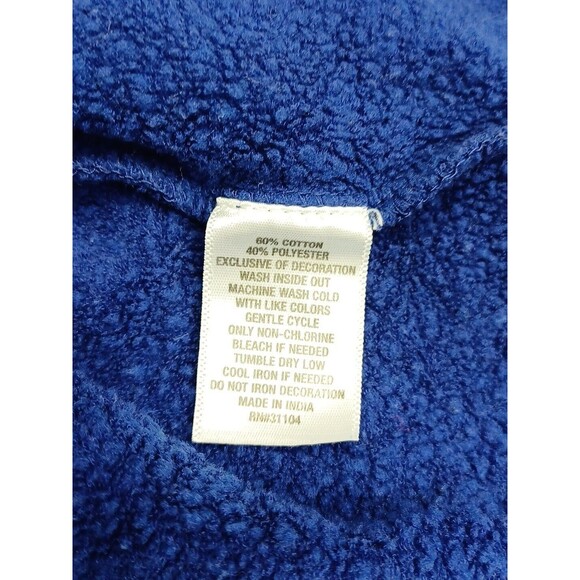 60% COTTON
40% POLYESTER
EXCLUSIVE OF DECORATION
WASH INSIDE OUT
MACHINE WASH COLD
WITH LIKE COLORS
GENTLE CYCLE
ONLY NON-CHLORINE
BLEACH IF NEEDED
TUMBLE DRY LOW
COOL IRON IF NEEDED
DO NOT IRON DECORATION
MADE IN INDIA
RN#31104